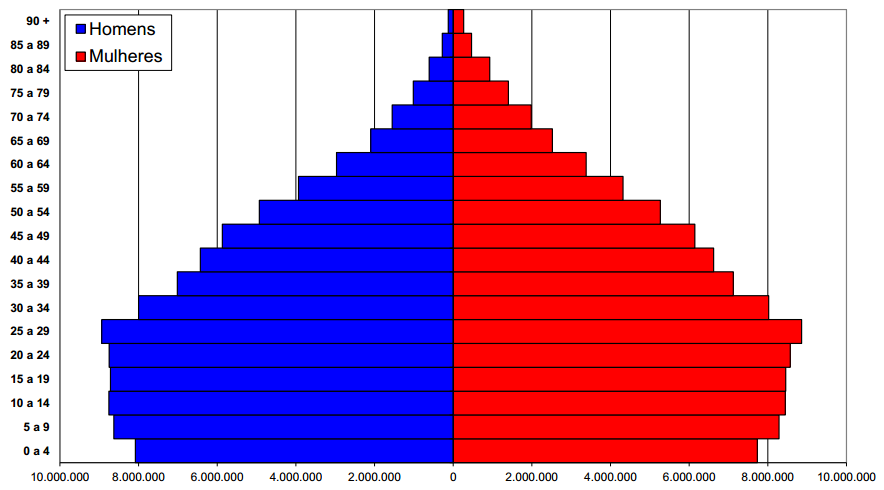 90 +
Homens
85 a 89
Mulheres
80 a 84
75 a 79
70 a 74
65 a 69
60 a 64
55 a 59
50 a 54
45 a 49
40 a 44
35 a 39
30 a 34
25 a 29
20 a 24
15 a 19
10 a 14
5 a 9
0 a 4
10.000.000 8.000.000 6.000.000 4.000.000 2.000.000 0 2.000.000 4.000.000 6.000.000 8.000.000 10.000.000